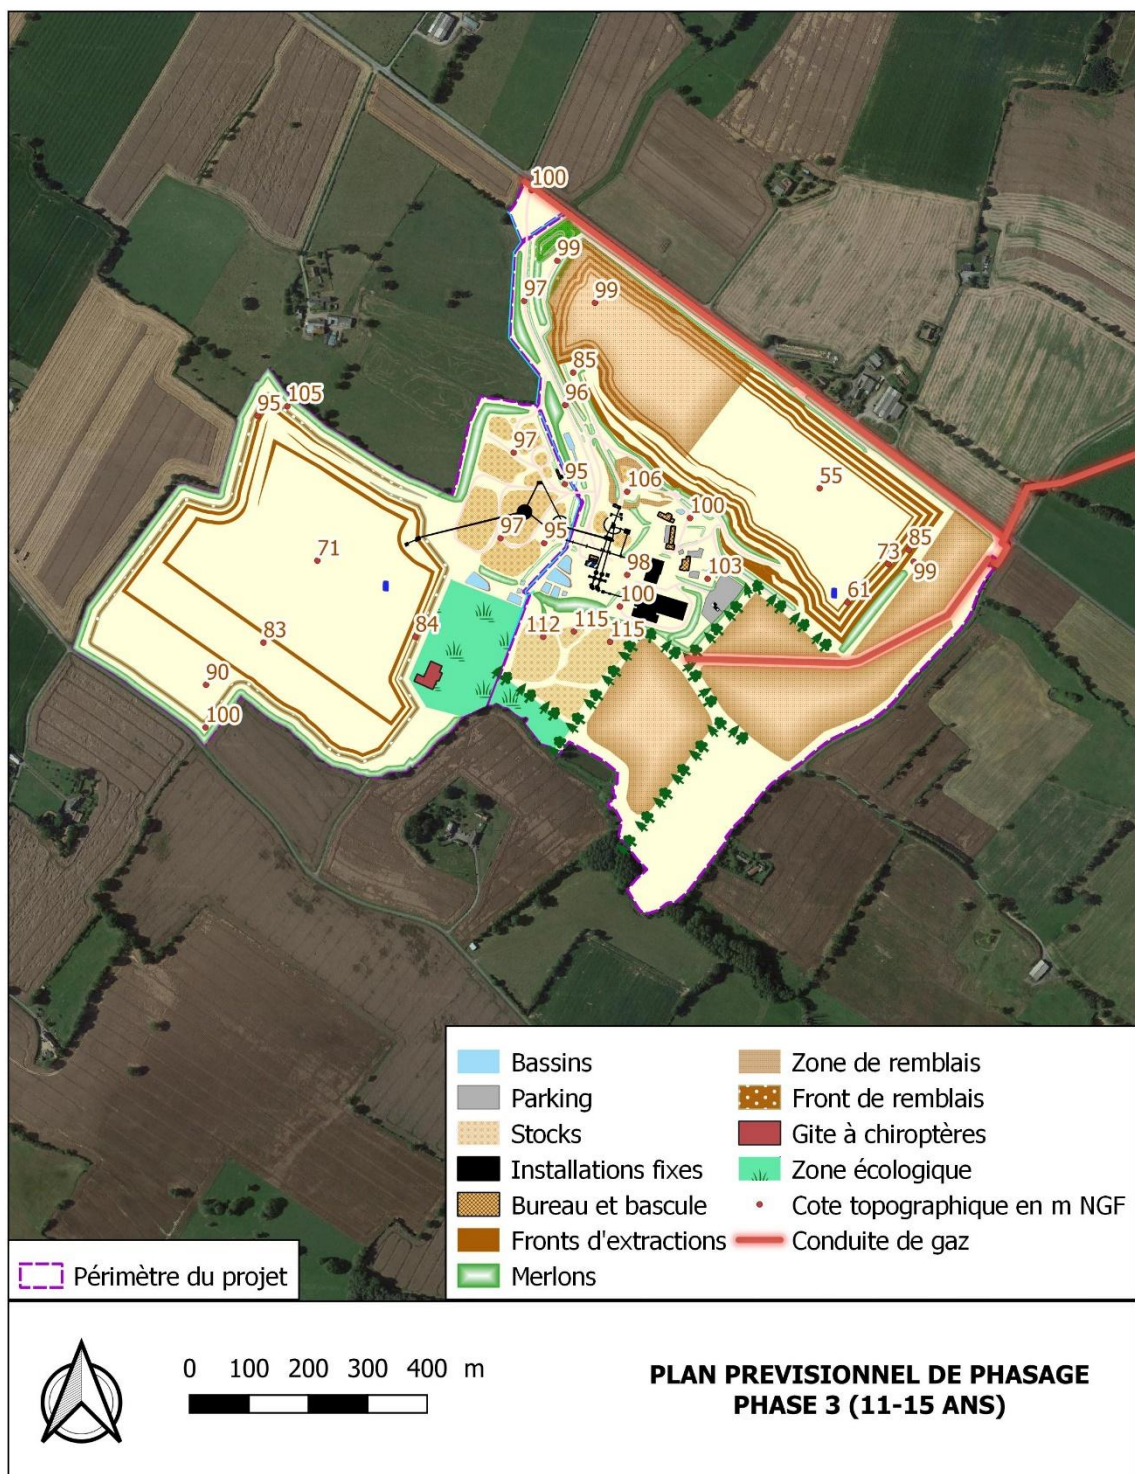 100
99
97
99
85
96
105
95
97
95
106
100
55
97
95
71
98
103
85
73
99
61
100
83
84
112
115
115
90
100
Bassins
Parking
Stocks
Installations fixes
Bureau et bascule
Fronts d'extractions
Merlons
Zone de remblais
Front de remblais
Gite à chiroptères
Zone écologique
Cote topographique en m NGF
Conduite de gaz
Périmètre du projet
0 100 200 300 400 m
PLAN PREVISIONNEL DE PHASAGE
PHASE 3 (11-15 ANS)